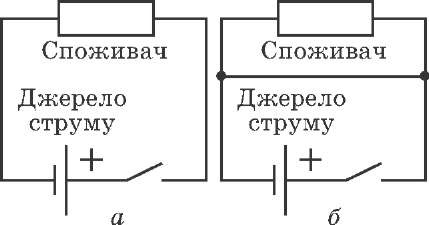 Споживач
Джерело
струму
+
а
Споживач
Джерело
струму
+
б